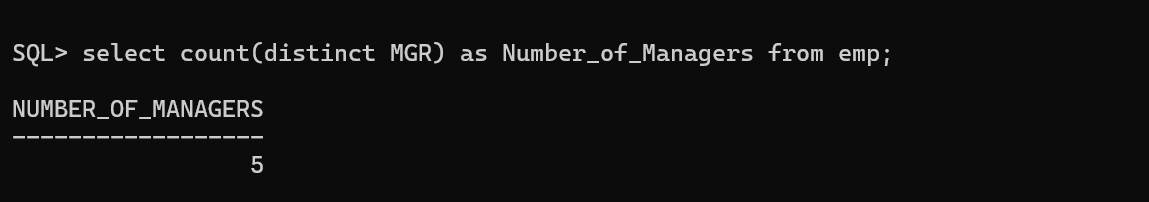 SQL> select count(distinct MGR) as Number_of_Managers from emp;
NUMBER_OF_MANAGERS
------------------
5